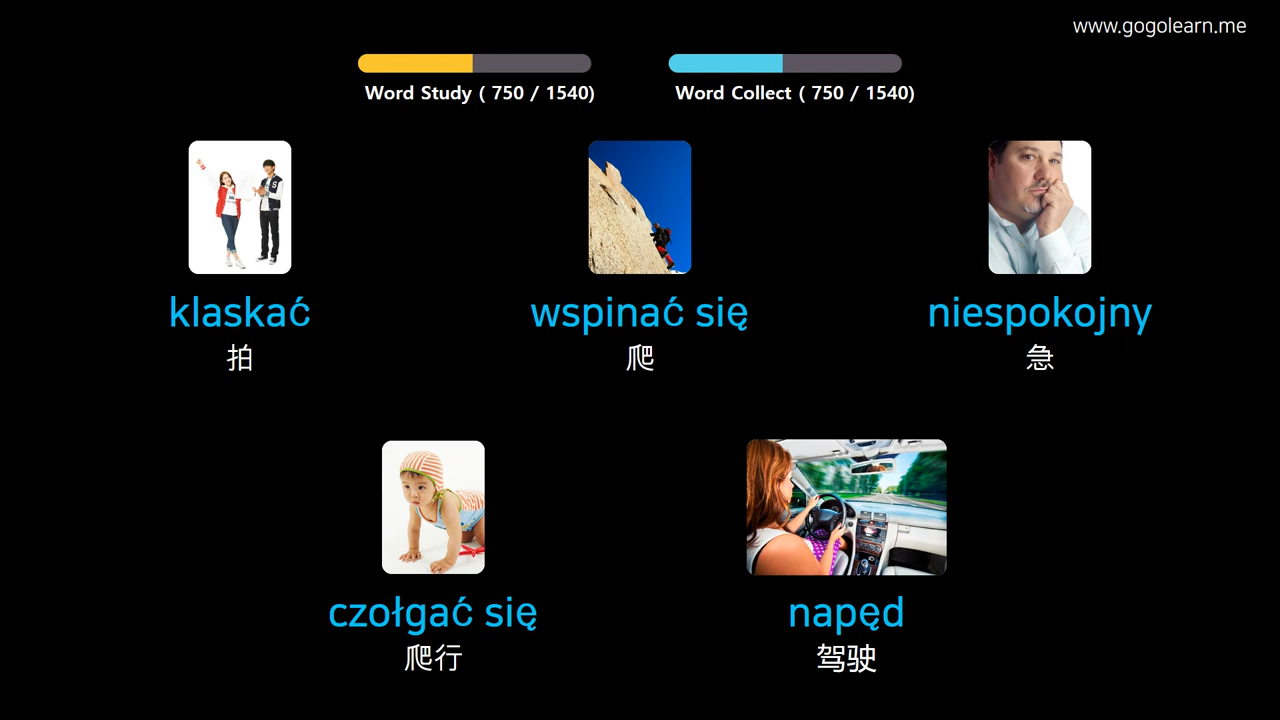 www.gogolearn.me
Word Study ( 750 / 1540)
Word Collect ( 750 / 1540)
klaskać
拍
wspinać się
爬
niespokojny
急
czołgać się
爬行
napęd
驾驶